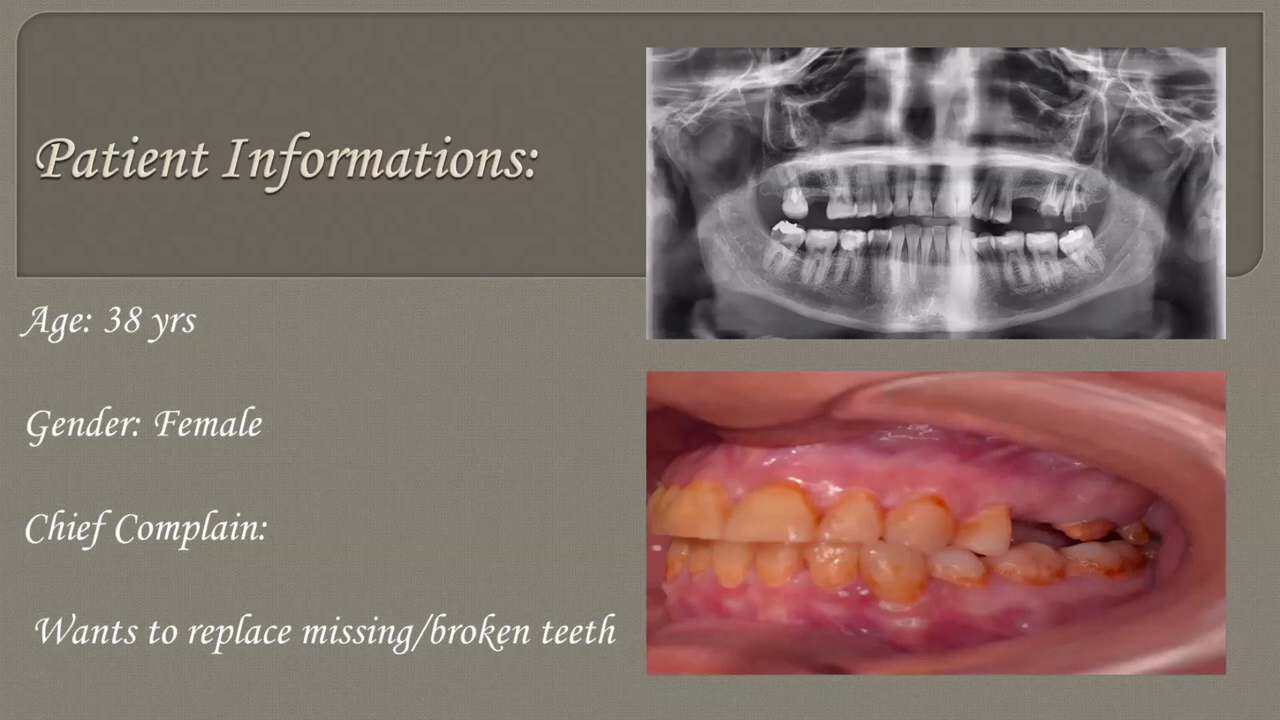 Patient Informations:
Age: 38 yrs
Gender: Female
Chief Complain:
Wants to replace missing/broken teeth